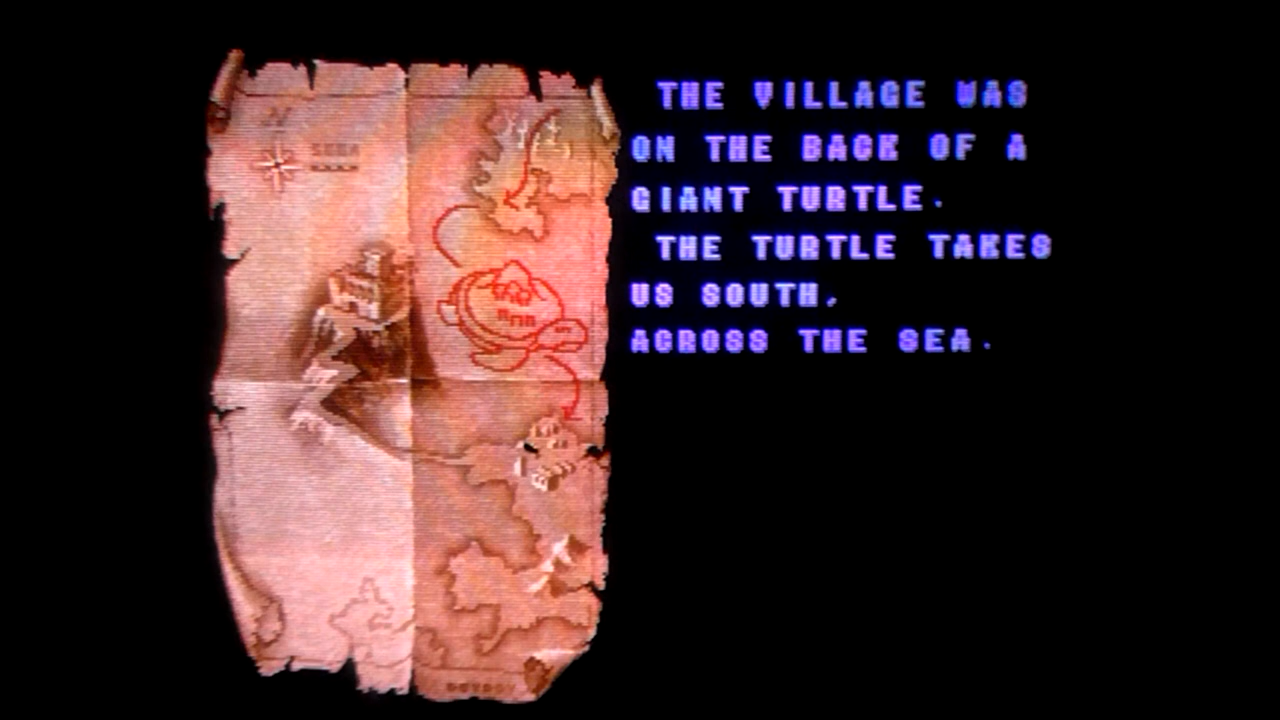 THE VILLAGE WAS
ON THE BACK OF A
GIANT TURTLE.
THE TURTLE TAKES
US SOUTH,
ACROSS THE SEA.
N